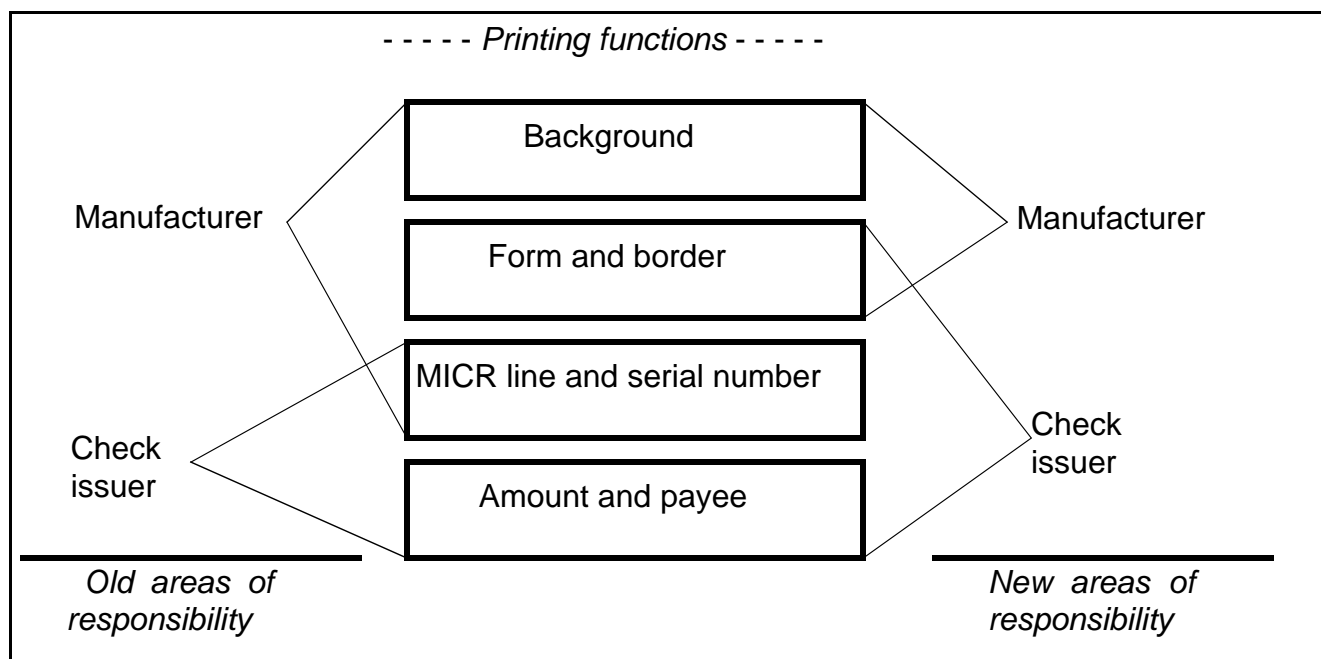 - - - - - Printing functions - - - - -
Background
Manufacturer
Manufacturer
Form and border
MICR line and serial number
Check
issuer
Check
issuer
Amount and payee
Old areas of
responsibility
New areas of
responsibility